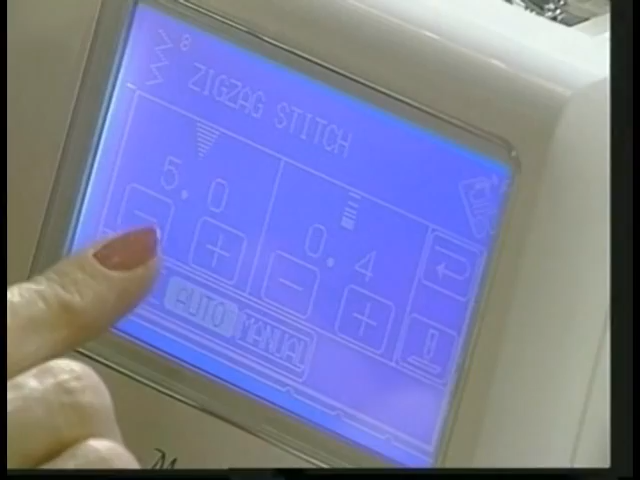 8
ZIGZAG STITCH
5.0
0.4
- + - +
AUTO MANUAL
M